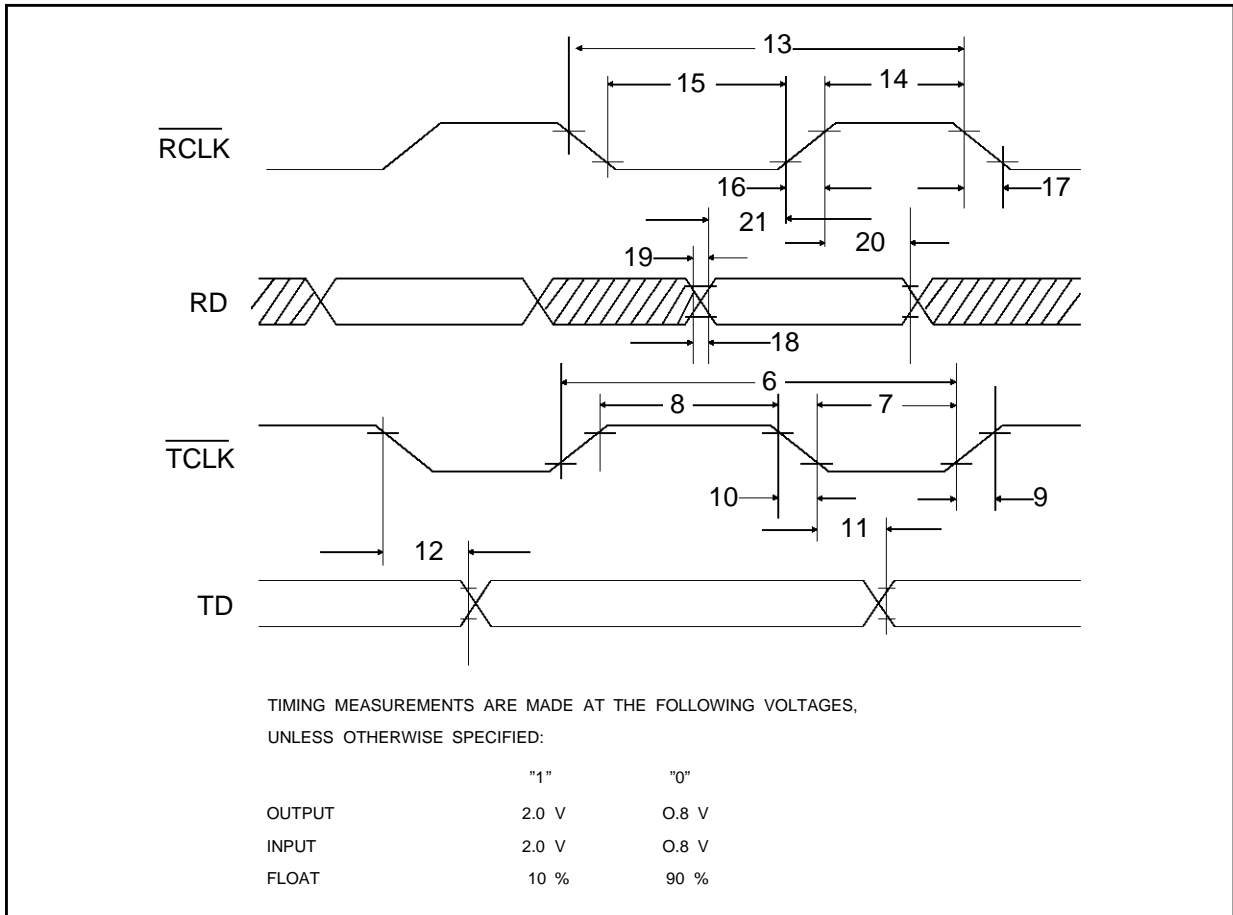 13
15
14
RCLK
16
17
21
20
19
RD
18
6
8
7
TCLK
10
9
11
12
TD
TIMING MEASUREMENTS ARE MADE AT THE FOLLOWING VOLTAGES,
UNLESS OTHERWISE SPECIFIED:
”1” ”0”
OUTPUT 2.0 V O.8 V
INPUT 2.0 V O.8 V
FLOAT 10 % 90 %